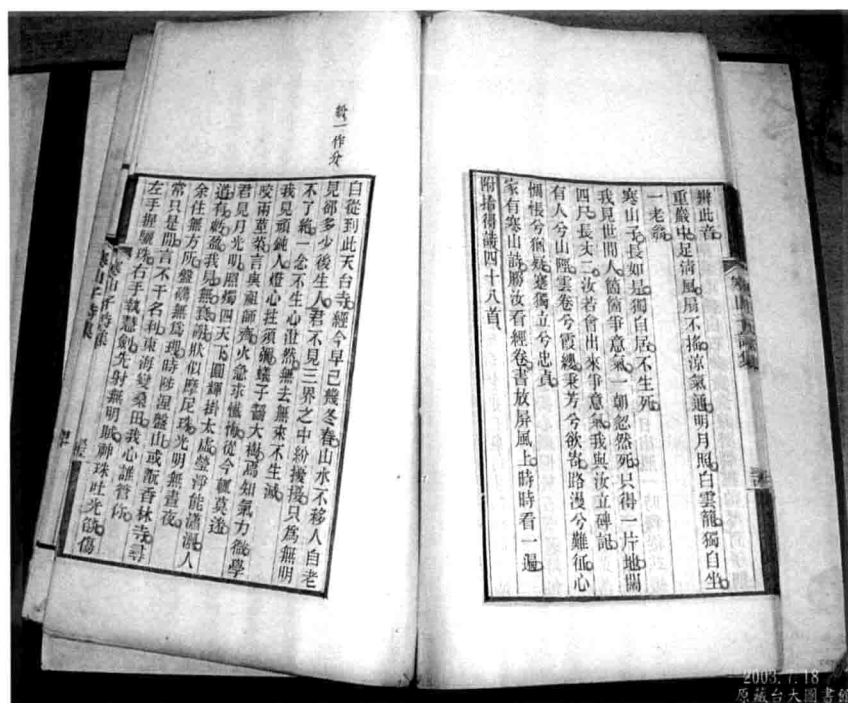 辨此音
重巖中足清風扇不搖涼氣通明月照白雲籠獨自坐
一老翁
寒山子長如是獨自居不生死
我見世間人箇箇爭意氣一朝忽然死只得一片地闊
四尺長丈二汝若會出來爭意氣我與汝立碑記
有人兮山陘雲卷兮霞纓秉芳兮欲寄路漫兮難征心
惆悵兮狐疑蹇獨立兮忠貞
家有寒山詩勝汝看經卷書放屏風上時時看一遍
附拾得詩四十八首
紛一作分
自從到此天台寺經今早已幾冬春山水不移人自老
見卻多少後生人君不見三界之中紛擾擾只為無明
不了絶一念不生心澄然無去無來不生滅
我見頑鈍人燈心拄須彌蟻子齧大樹焉知氣力微學
咬兩莖菜言與祖師齊火急求懺悔從今輒莫迷
君見月光明照燭四天下圓輝掛太虛瑩淨能瀟灑人
道有虧盈我見無衰謝狀似摩尼珠光明無晝夜
余住無方所盤礴無為理時陟涅盤山或翫香林寺尋
常只是閒言不干名利東海變桑田我心誰管你
左手握驪珠右手執慧劍先射無明賊神珠吐光燄傷
寒山子詩集
寒山子詩集
2003.7.18
原藏台大圖書館